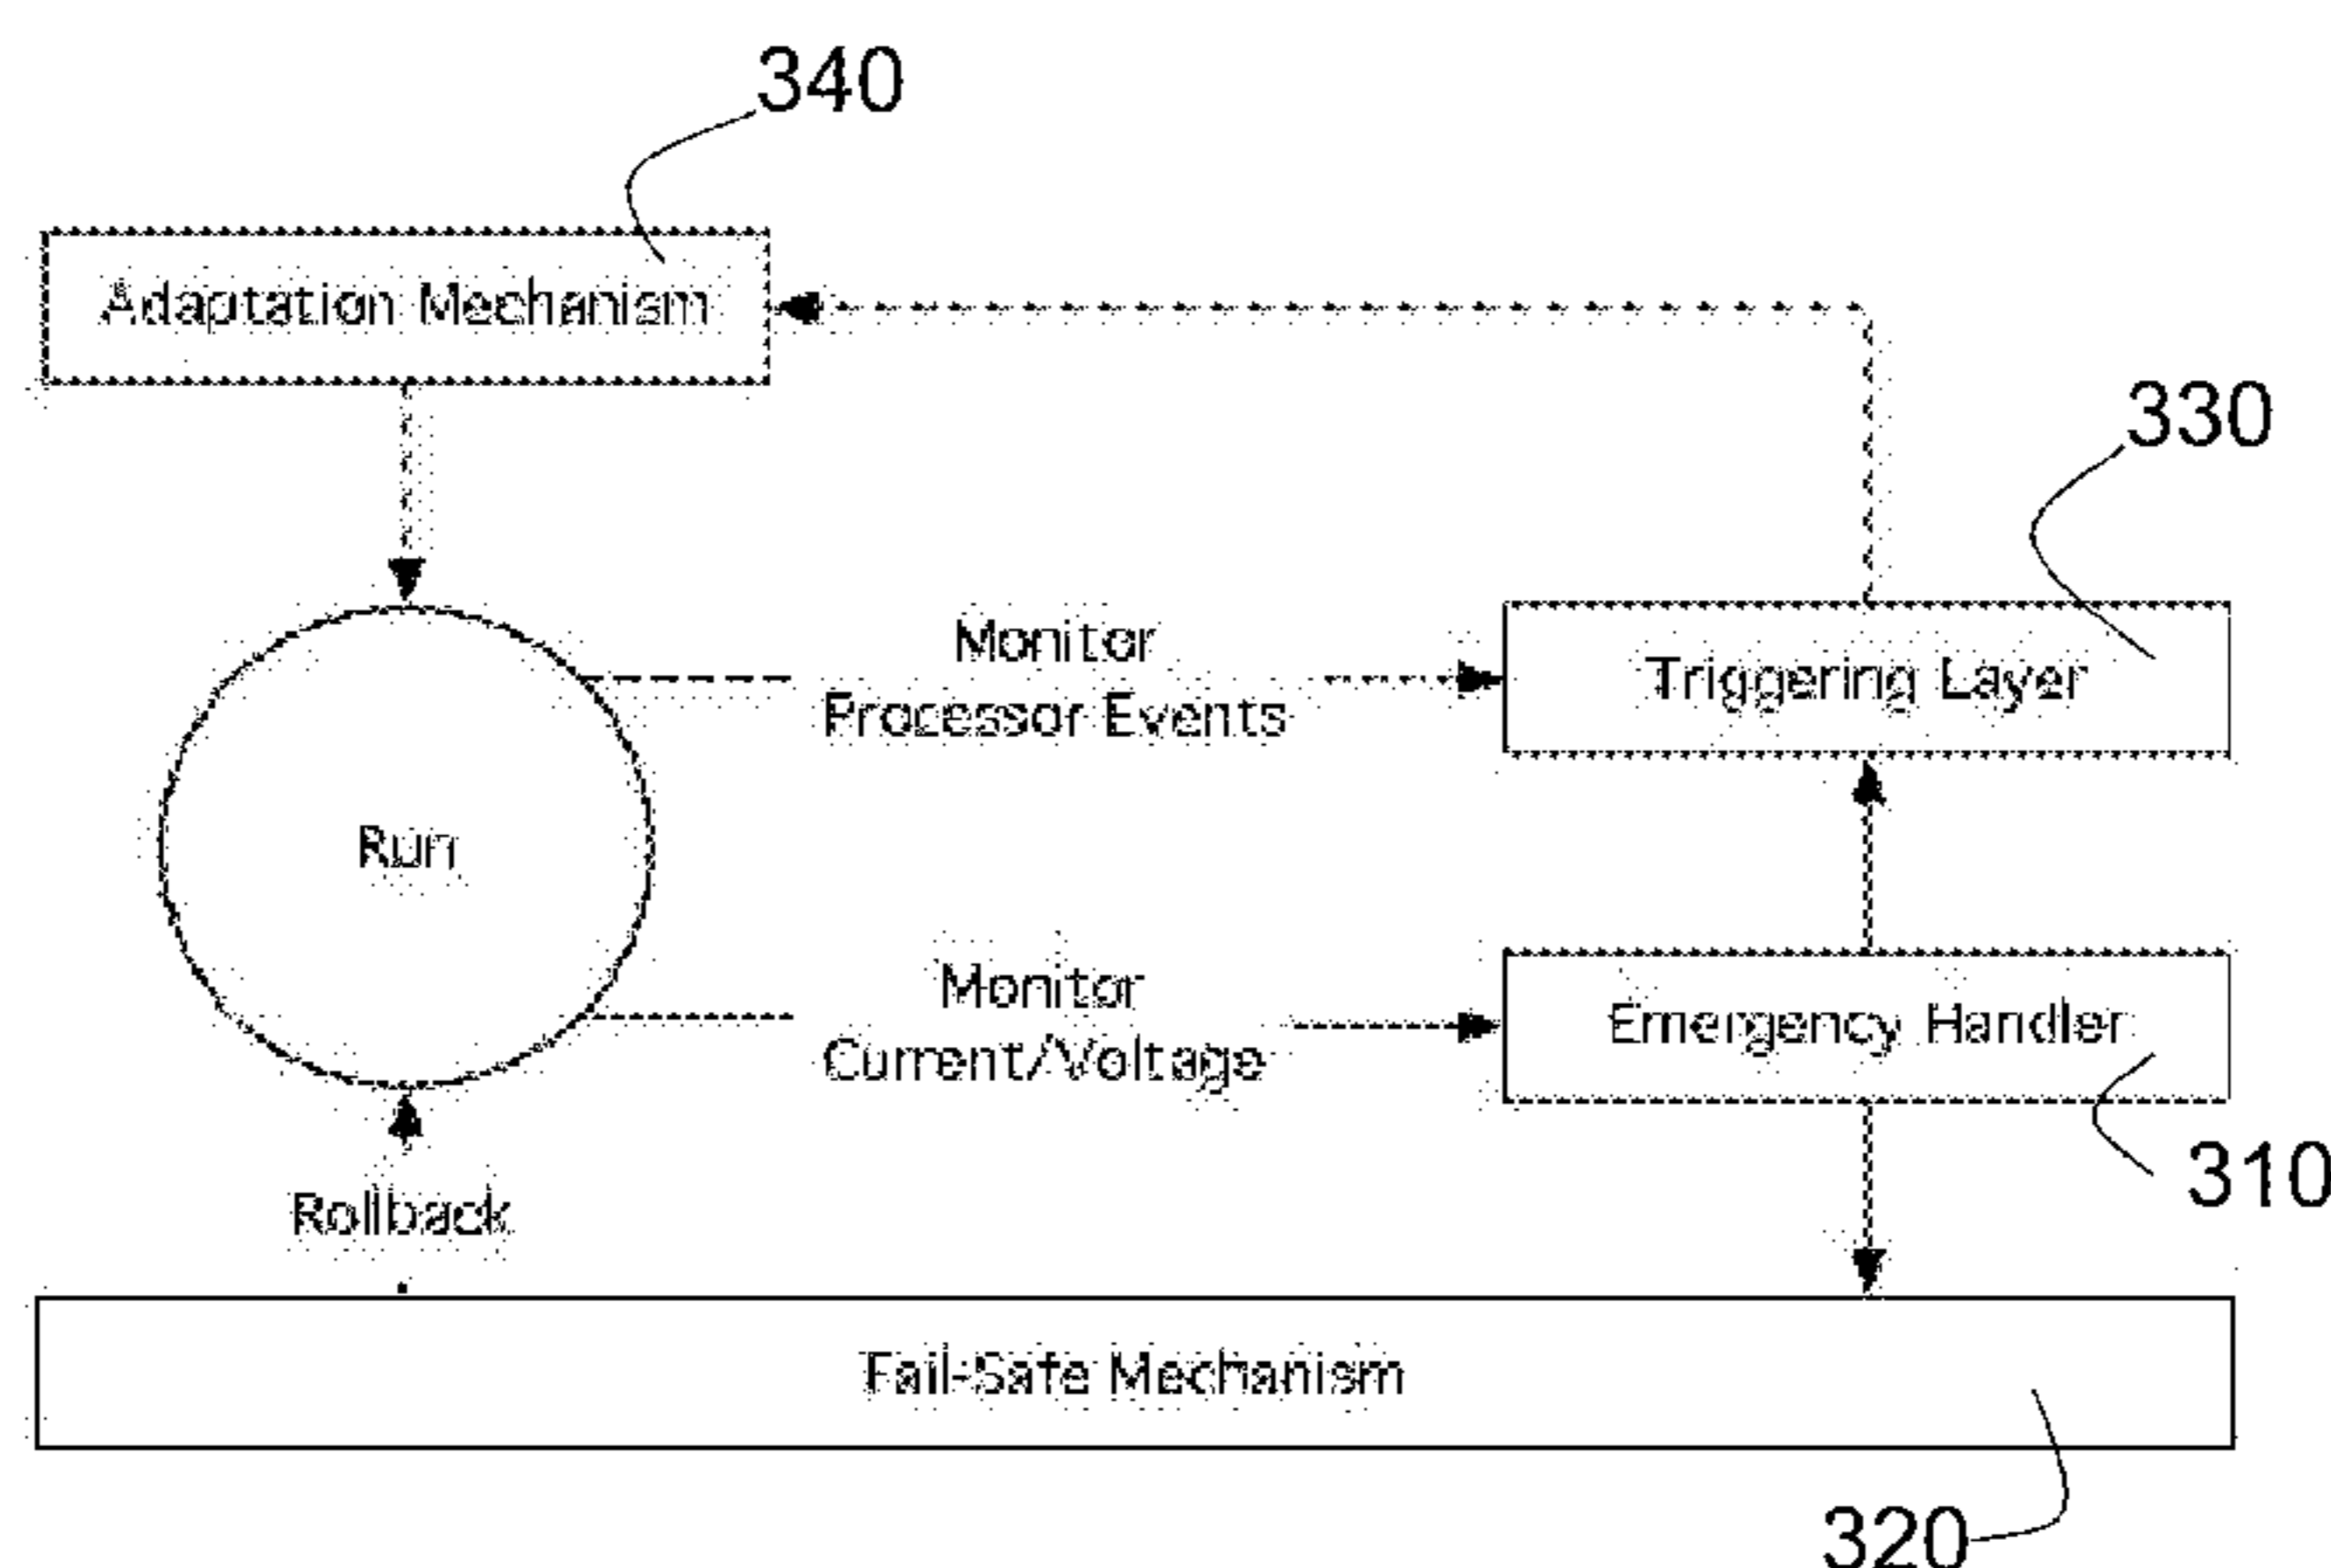 340
Adaptation Mechanism
330
Monitor
Processor Events
Triggering Layer
Run
Monitor
Current/Voltage
Emergency Handler
310
Rollback
Fail-Safe Mechanism
320